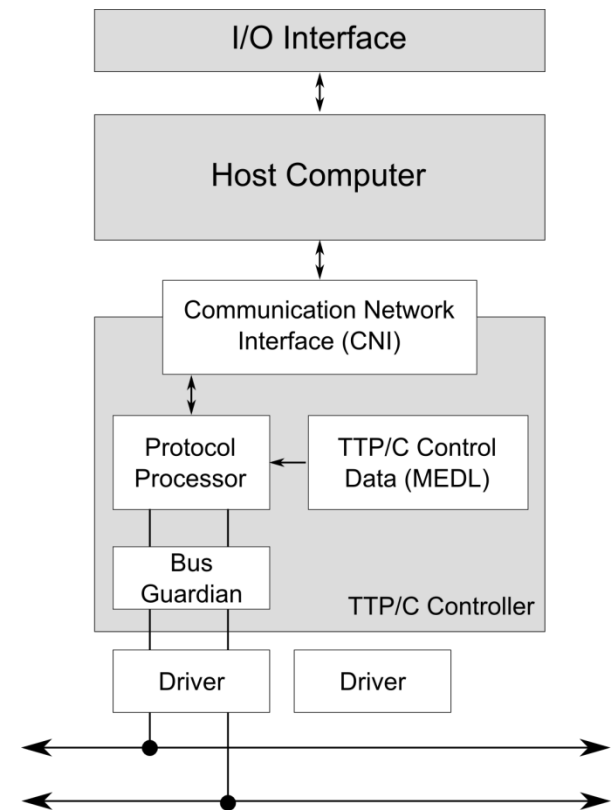 I/O Interface
Host Computer
Communication Network
Interface (CNI)
Protocol
Processor
TTP/C Control
Data (MEDL)
Bus
Guardian
TTP/C Controller
Driver
Driver